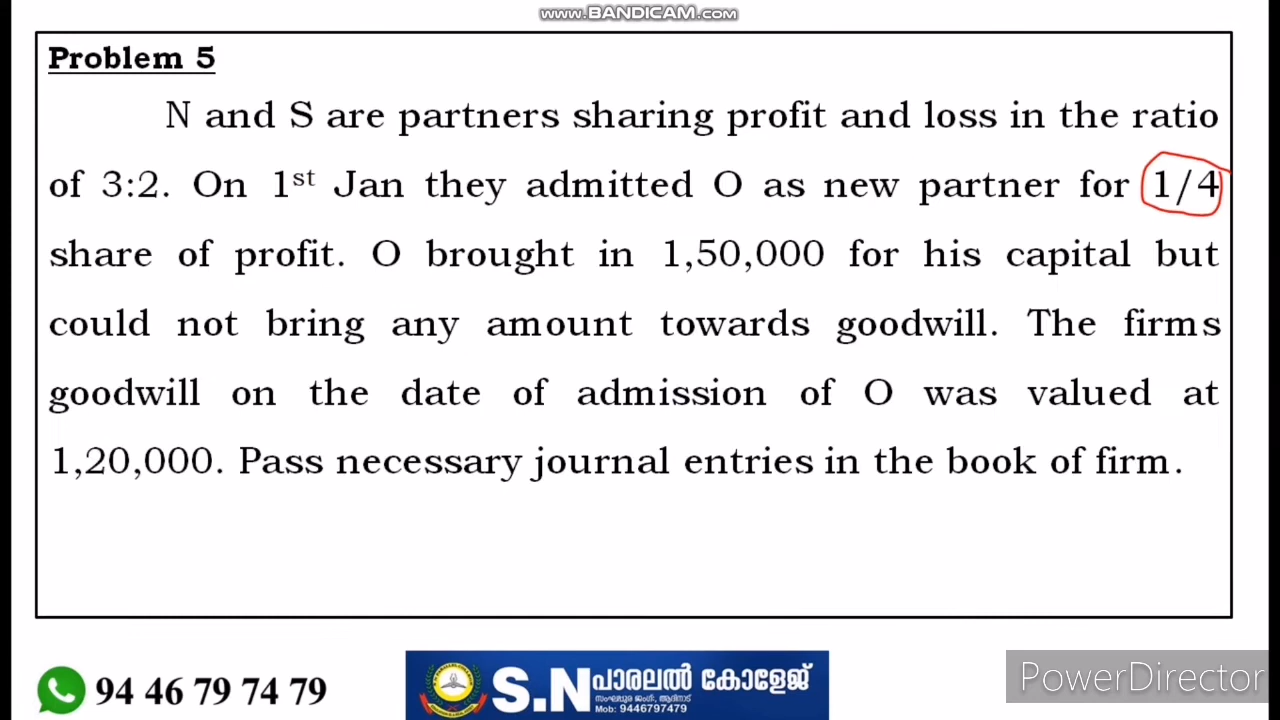 www.BANDICAM.com
Problem 5
N and S are partners sharing profit and loss in the ratio
of 3:2. On 1st Jan they admitted O as new partner for 1/4
share of profit. O brought in 1,50,000 for his capital but
could not bring any amount towards goodwill. The firms
goodwill on the date of admission of O was valued at
1,20,000. Pass necessary journal entries in the book of firm.
94 46 79 74 79
S.N പാരലൽ കോളേജ്
Mob: 9446797479
PowerDirector